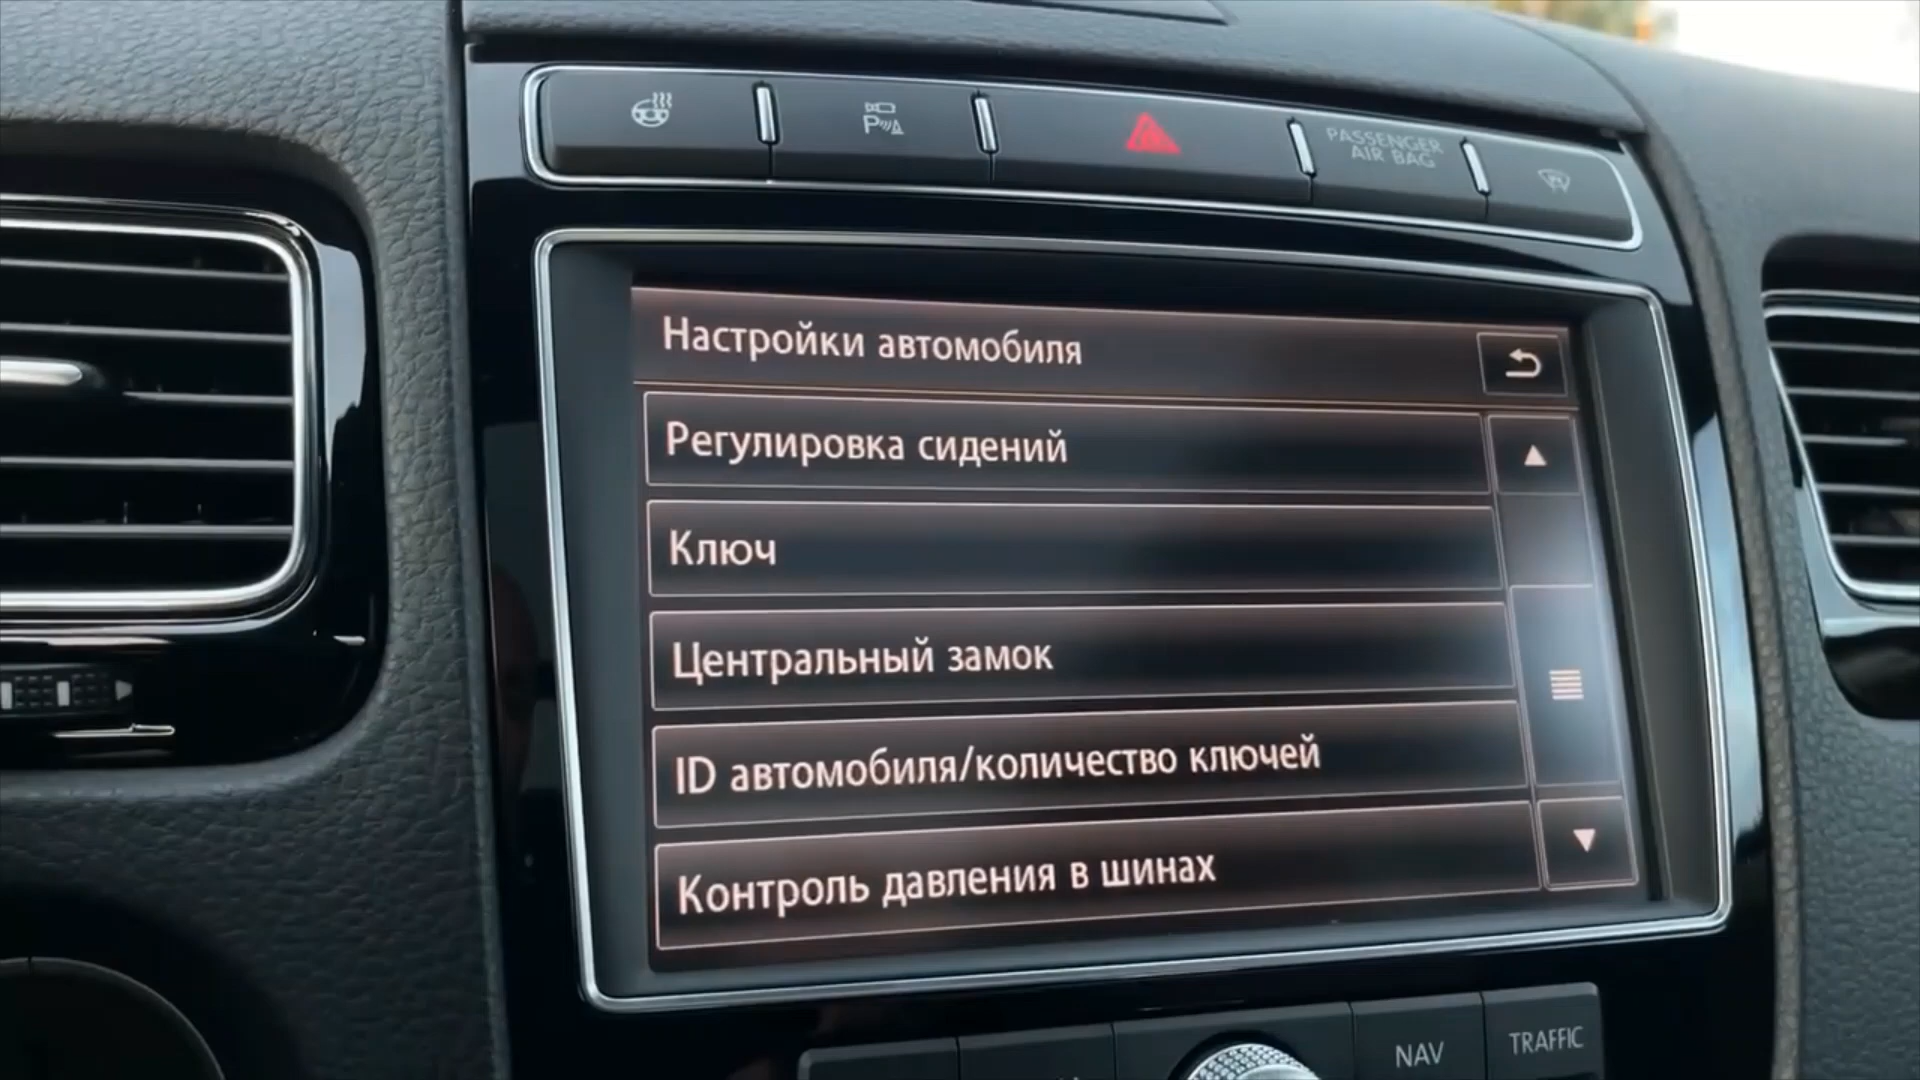 P
PASSENGER
AIR BAG
Настройки автомобиля
Регулировка сидений
Ключ
Центральный замок
ID автомобиля/количество ключей
Контроль давления в шинах
NAV
TRAFFIC